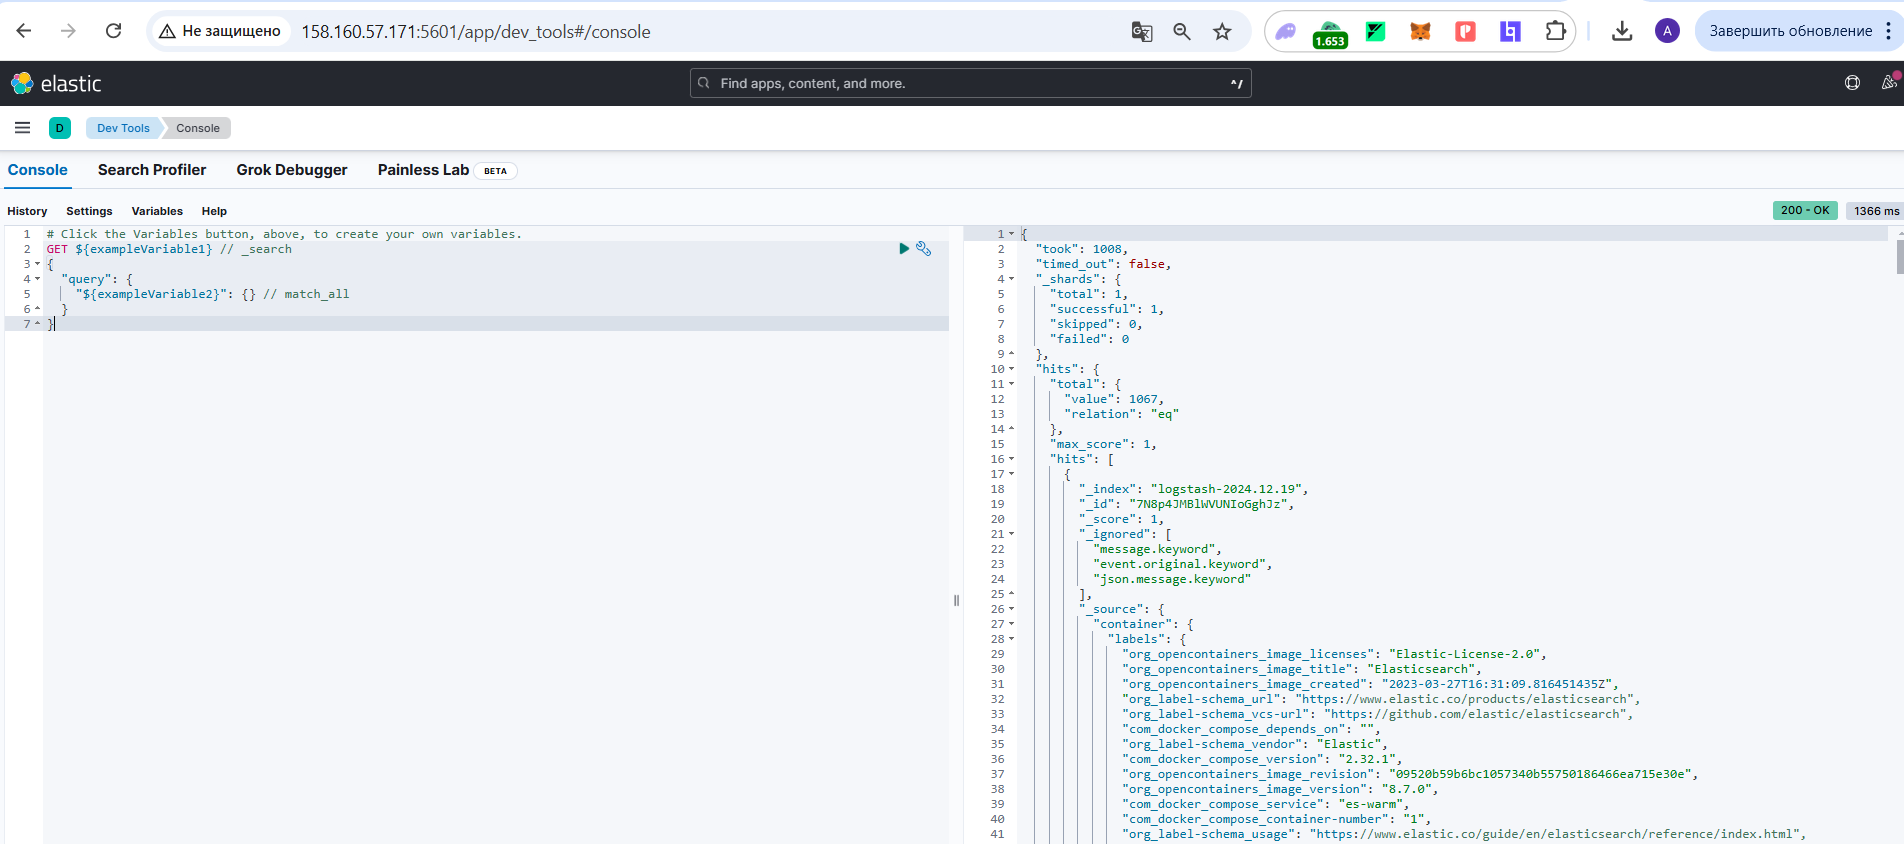 Не защищено 158.160.57.171:5601/app/dev_tools#/console 1.653 A Завершить обновление
elastic Find apps, content, and more. ^/
D Dev Tools Console
Console Search Profiler Grok Debugger Painless Lab BETA
History Settings Variables Help 200 - OK 1366 ms
1 # Click the Variables button, above, to create your own variables.
2 GET ${exampleVariable1} // _search
3 {
4 "query": {
5 "${exampleVariable2}": {} // match_all
6 }
7 }
1 {
2 "took": 1008,
3 "timed_out": false,
4 "_shards": {
5 "total": 1,
6 "successful": 1,
7 "skipped": 0,
8 "failed": 0
9 },
10 "hits": {
11 "total": {
12 "value": 1067,
13 "relation": "eq"
14 },
15 "max_score": 1,
16 "hits": [
17 {
18 "_index": "logstash-2024.12.19",
19 "_id": "7N8p4JMBlWVUNIoGghJz",
20 "_score": 1,
21 "_ignored": [
22 "message.keyword",
23 "event.original.keyword",
24 "json.message.keyword"
25 ],
26 "_source": {
27 "container": {
28 "labels": {
29 "org_opencontainers_image_licenses": "Elastic-License-2.0",
30 "org_opencontainers_image_title": "Elasticsearch",
31 "org_opencontainers_image_created": "2023-03-27T16:31:09.816451435Z",
32 "org_label-schema_url": "https://www.elastic.co/products/elasticsearch",
33 "org_label-schema_vcs-url": "https://github.com/elastic/elasticsearch",
34 "com_docker_compose_depends_on": "",
35 "org_label-schema_vendor": "Elastic",
36 "com_docker_compose_version": "2.32.1",
37 "org_opencontainers_image_revision": "09520b59b6bc1057340b55750186466ea715e30e",
38 "org_opencontainers_image_version": "8.7.0",
39 "com_docker_compose_service": "es-warm",
40 "com_docker_compose_container-number": "1",
41 "org_label-schema_usage": "https://www.elastic.co/guide/en/elasticsearch/reference/index.html",